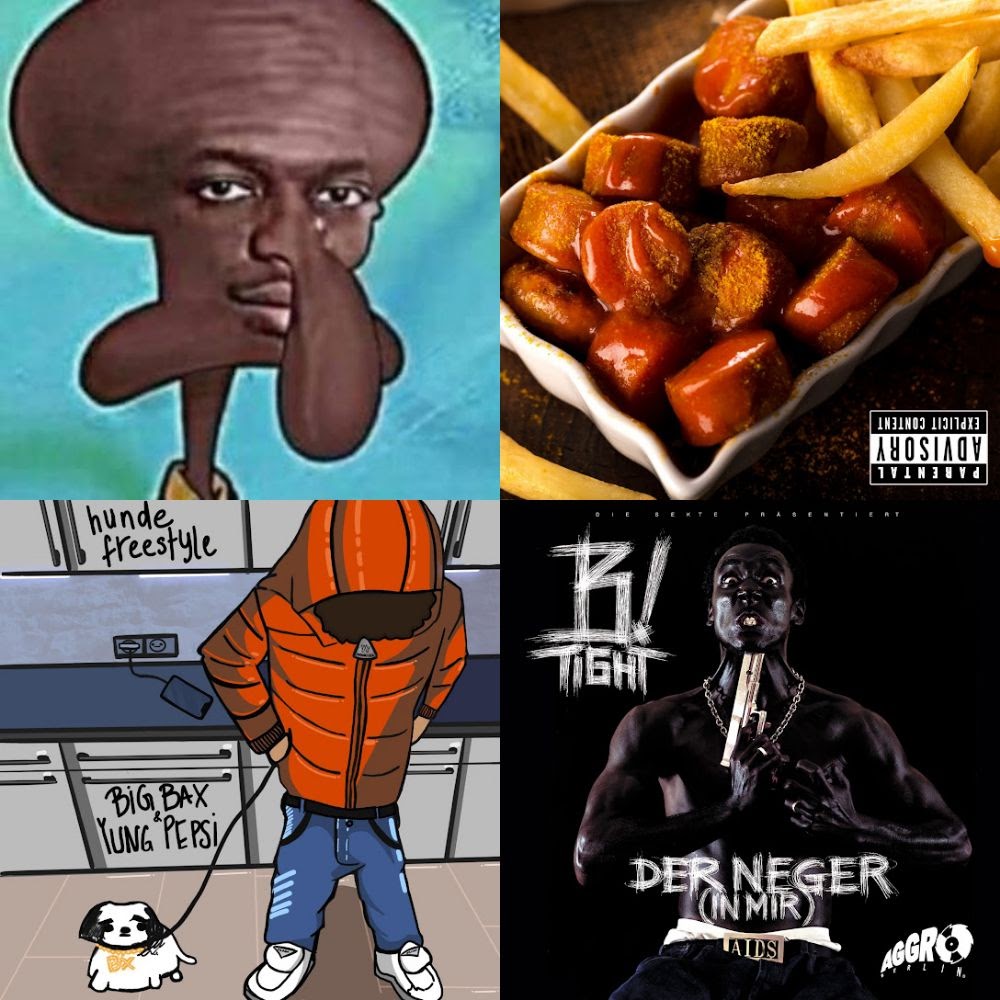 PARENTAL
ADVISORY
EXPLICIT CONTENT
hunde
freestyle
BiG BAX
&
YUNG PEPSi
BX
DIE SEKTE PRÄSENTIERT
B!
TiGHT
DER NEGER
(IN MIR)
AIDS
AGGRO
BERLIN